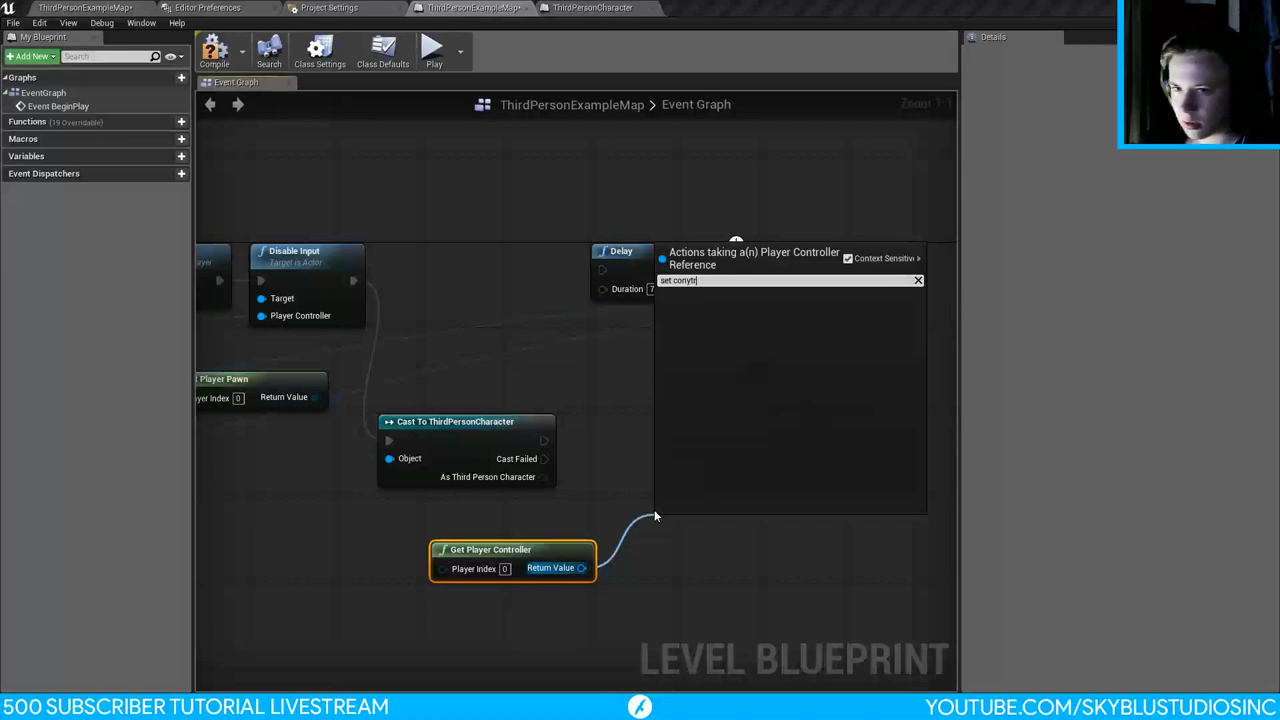 ThirdPersonExampleMap*
Editor Preferences
Project Settings
ThirdPersonExampleMap*
ThirdPersonCharacter
File Edit View Debug Window Help
My Blueprint
Details
Add New
Search
Compile
Search
Class Settings
Class Defaults
Play
Graphs
EventGraph
Event BeginPlay
Functions (19 Overridable)
Macros
Variables
Event Dispatchers
Event Graph
ThirdPersonExampleMap > Event Graph
Zoom 1:1
Disable Input
Target is Actor
Target
Player Controller
Delay
Duration 7
Actions taking a(n) Player Controller
Reference
Context Sensitive
set conytr
Player Pawn
Return Value
Cast To ThirdPersonCharacter
Object
Cast Failed
As Third Person Character
Get Player Controller
Player Index 0
Return Value
LEVEL BLUEPRINT
500 SUBSCRIBER TUTORIAL LIVESTREAM
YOUTUBE.COM/SKYBLUSTUDIOSINC